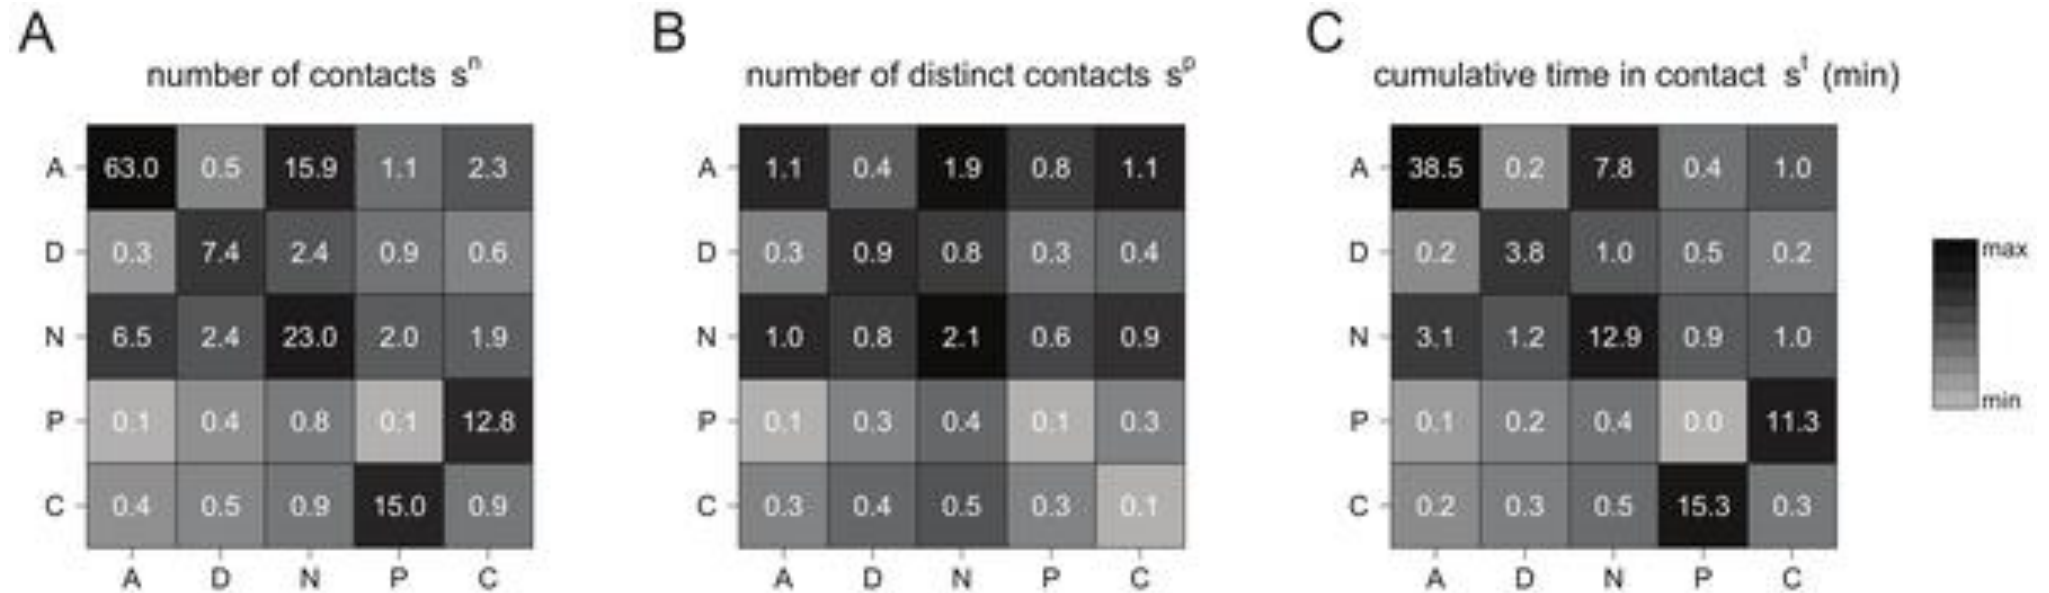 A B C
number of contacts sⁿ number of distinct contacts sᵖ cumulative time in contact sᵗ (min)
A 63.0 0.5 15.9 1.1 2.3 A 1.1 0.4 1.9 0.8 1.1 A 38.5 0.2 7.8 0.4 1.0
D 0.3 7.4 2.4 0.9 0.6 D 0.3 0.9 0.8 0.3 0.4 D 0.2 3.8 1.0 0.5 0.2 max
N 6.5 2.4 23.0 2.0 1.9 N 1.0 0.8 2.1 0.6 0.9 N 3.1 1.2 12.9 0.9 1.0
P 0.1 0.4 0.8 0.1 12.8 P 0.1 0.3 0.4 0.1 0.3 P 0.1 0.2 0.4 0.0 11.3 min
C 0.4 0.5 0.9 15.0 0.9 C 0.3 0.4 0.5 0.3 0.1 C 0.2 0.3 0.5 15.3 0.3
A D N P C A D N P C A D N P C